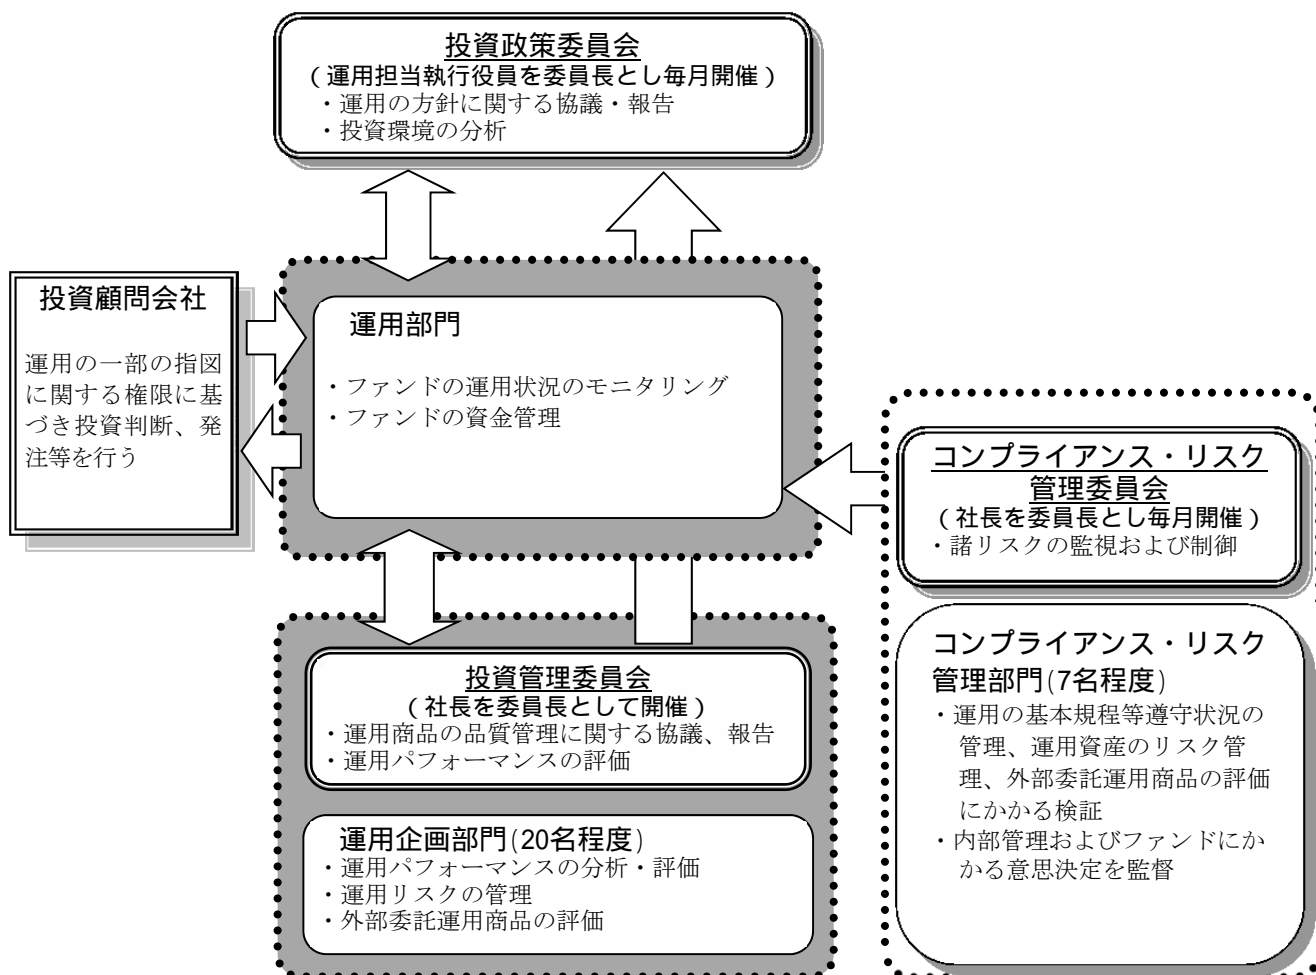 投資政策委員会
(運用担当執行役員を委員長とし毎月開催)
・運用の方針に関する協議・報告
・投資環境の分析
投資顧問会社
運用の一部の指図
に関する権限に基
づき投資判断、発
注等を行う
運用部門
・ファンドの運用状況のモニタリング
・ファンドの資金管理
コンプライアンス・リスク
管理委員会
(社長を委員長とし毎月開催)
・諸リスクの監視および制御
コンプライアンス・リスク
管理部門(7名程度)
・運用の基本規程等遵守状況の
管理、運用資産のリスク管
理、外部委託運用商品の評価
にかかる検証
・内部管理およびファンドにか
かる意思決定を監督
投資管理委員会
(社長を委員長として開催)
・運用商品の品質管理に関する協議、報告
・運用パフォーマンスの評価
運用企画部門(20名程度)
・運用パフォーマンスの分析・評価
・運用リスクの管理
・外部委託運用商品の評価